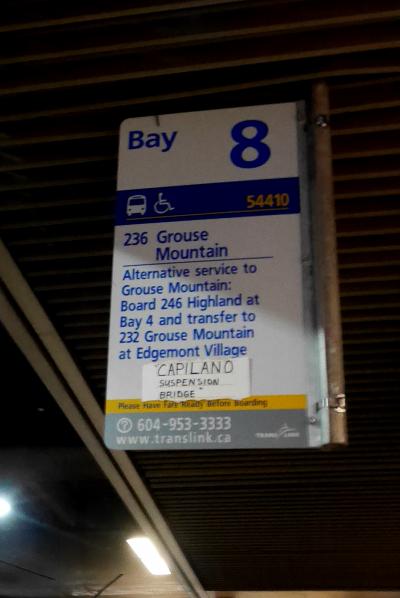 Bay 8
54410
236 Grouse
Mountain
Alternative service to
Grouse Mountain:
Board 246 Highland at
Bay 4 and transfer to
232 Grouse Mountain
at Edgemont Village
"CAPILANO
SUSPENSION
BRIDGE"
Please Have Fare Ready Before Boarding
604-953-3333
www.translink.ca
TRANSLINK